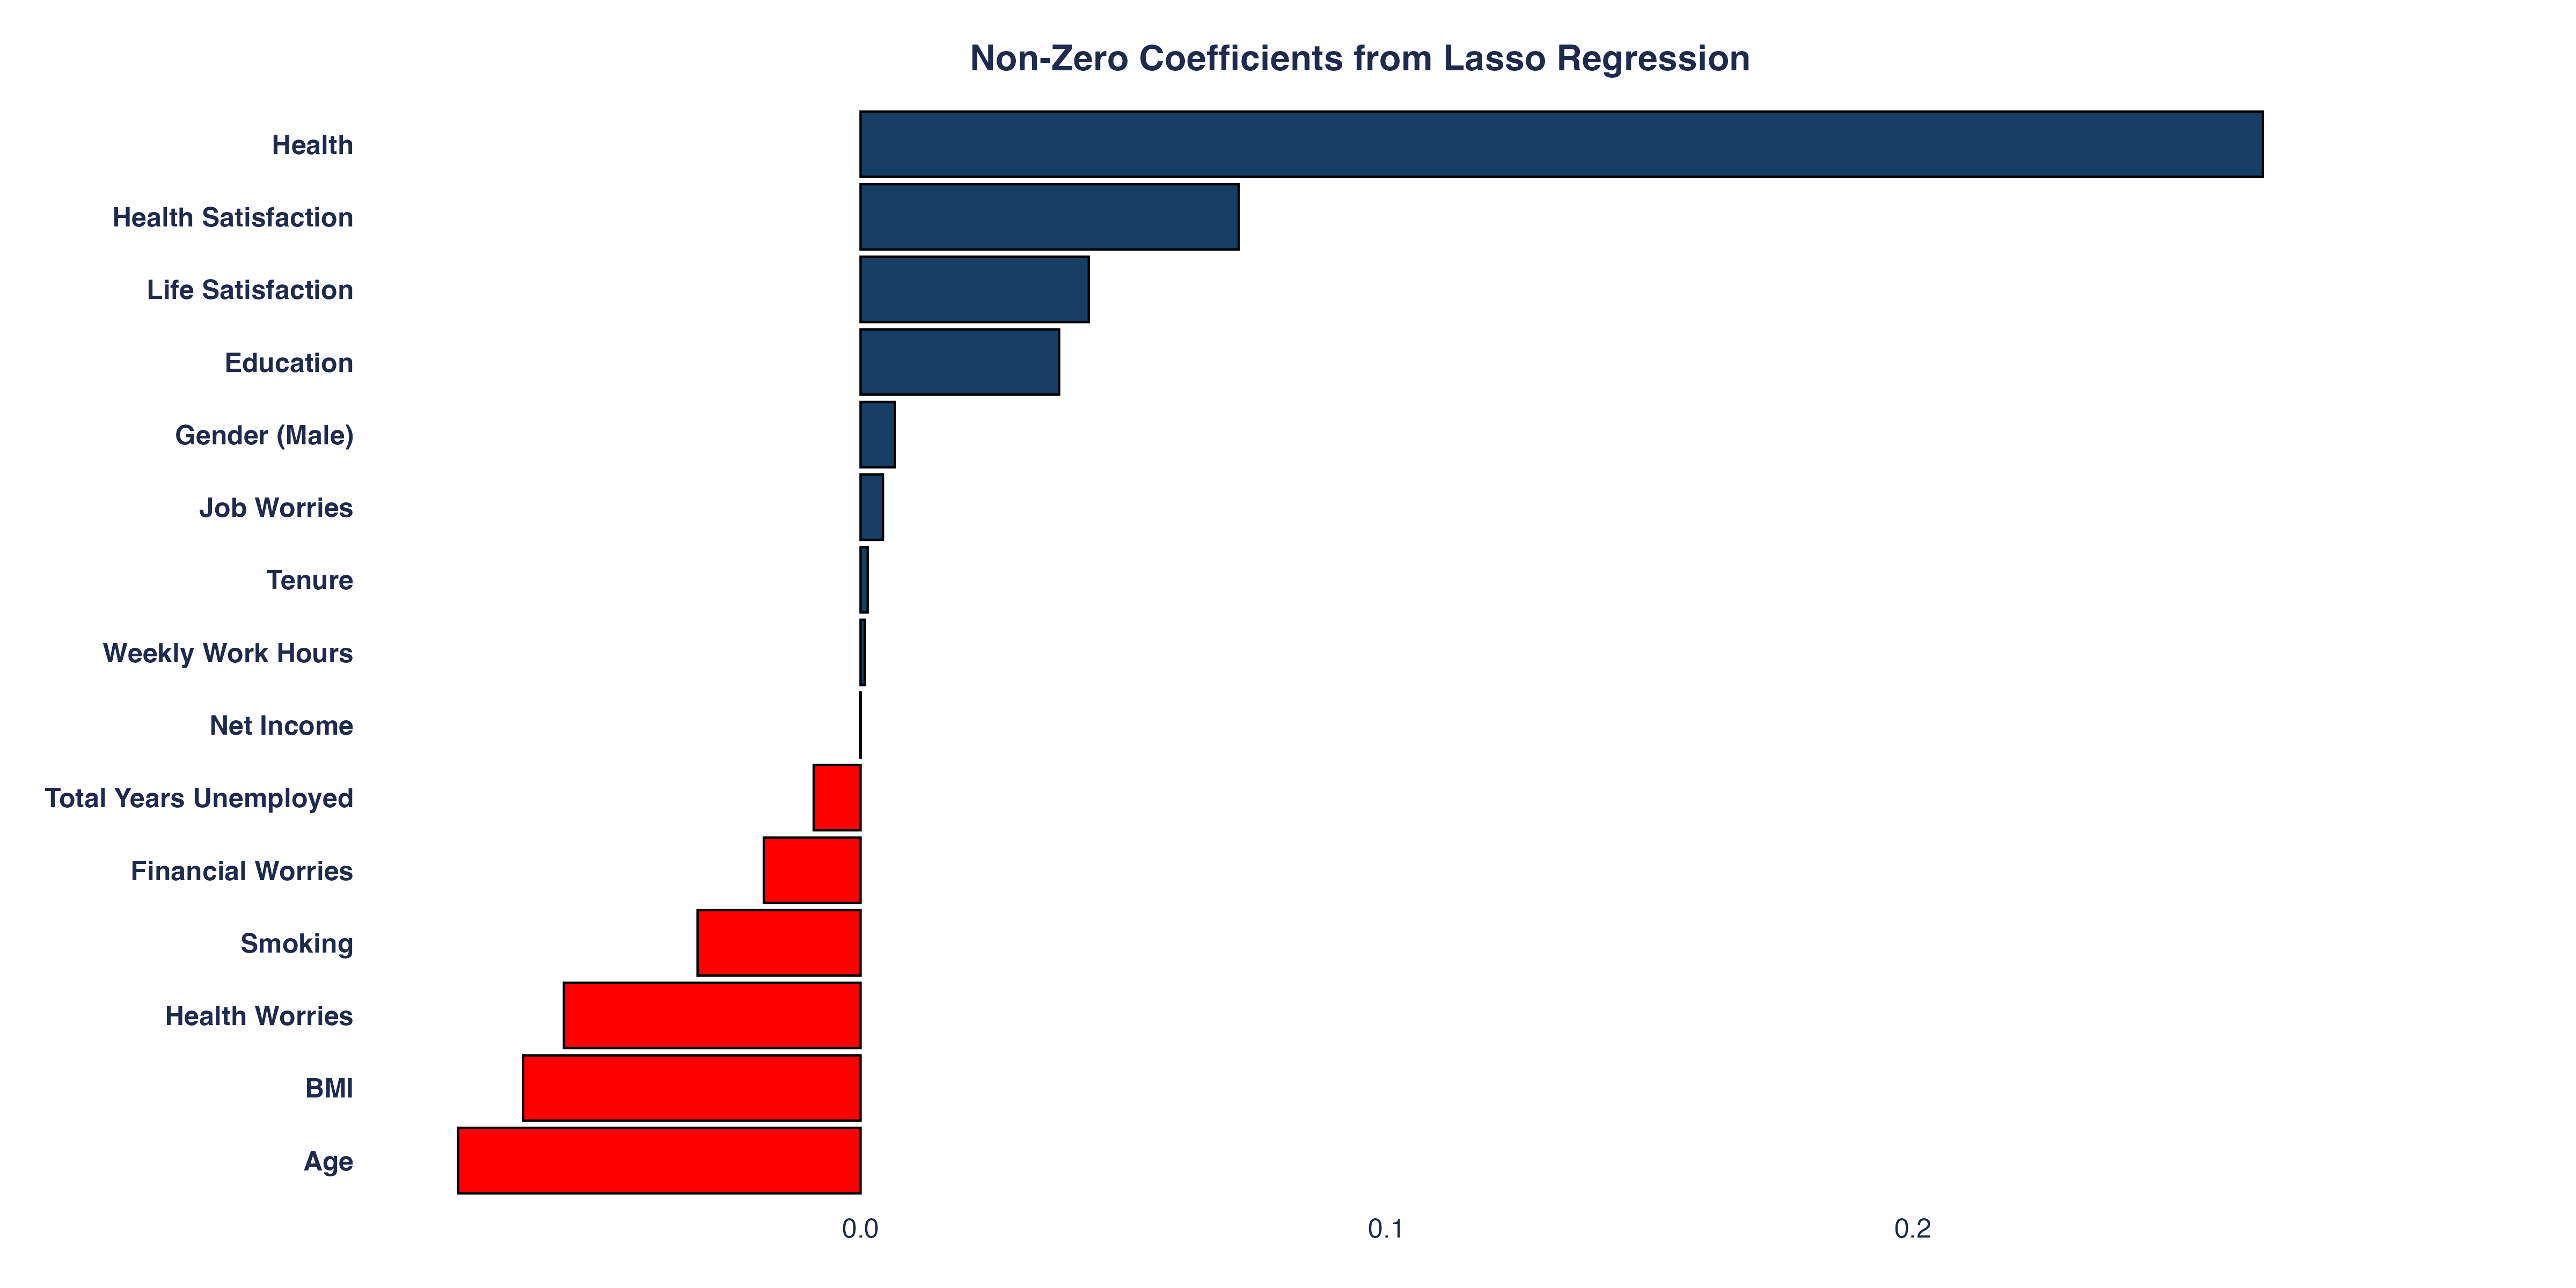 Non-Zero Coefficients from Lasso Regression
Health
Health Satisfaction
Life Satisfaction
Education
Gender (Male)
Job Worries
Tenure
Weekly Work Hours
Net Income
Total Years Unemployed
Financial Worries
Smoking
Health Worries
BMI
Age
0.0 0.1 0.2